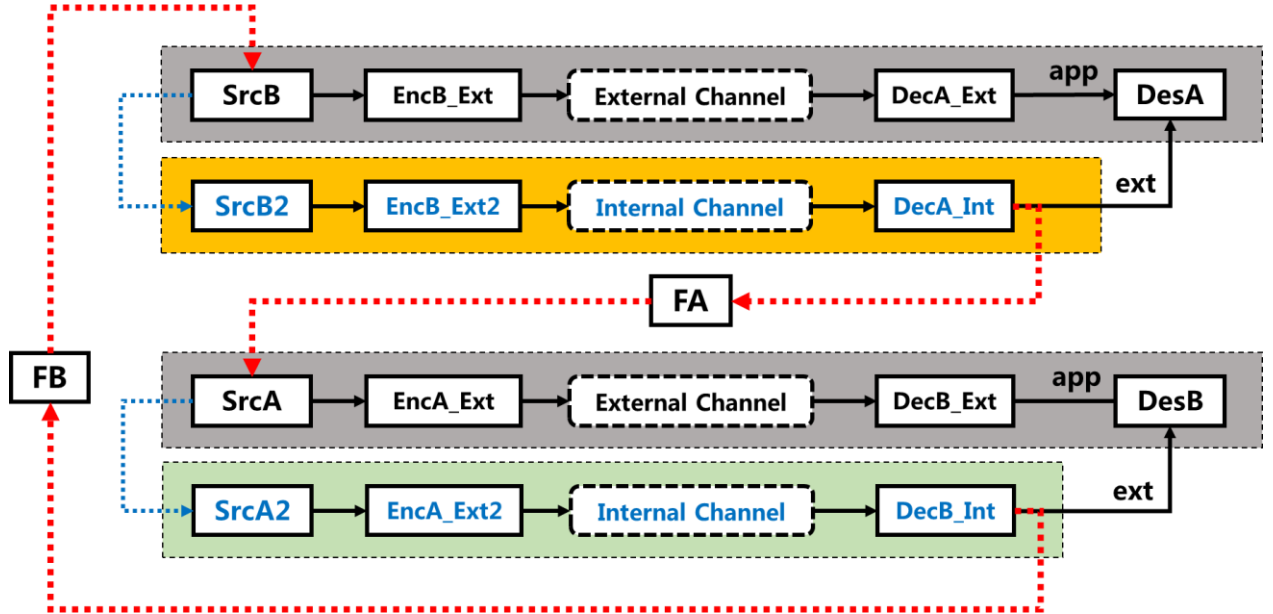 app
SrcB
EncB_Ext
External Channel
DecA_Ext
DesA
SrcB2
EncB_Ext2
Internal Channel
DecA_Int
ext
FA
FB
app
SrcA
EncA_Ext
External Channel
DecB_Ext
DesB
SrcA2
EncA_Ext2
Internal Channel
DecB_Int
ext